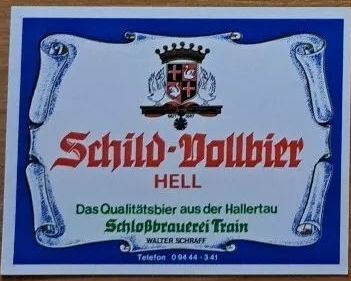 Schild-Vollbier
HELL
Das Qualitätsbier aus der Hallertau
Schloßbrauerei Train
WALTER SCHRAFF
Telefon 09444-341